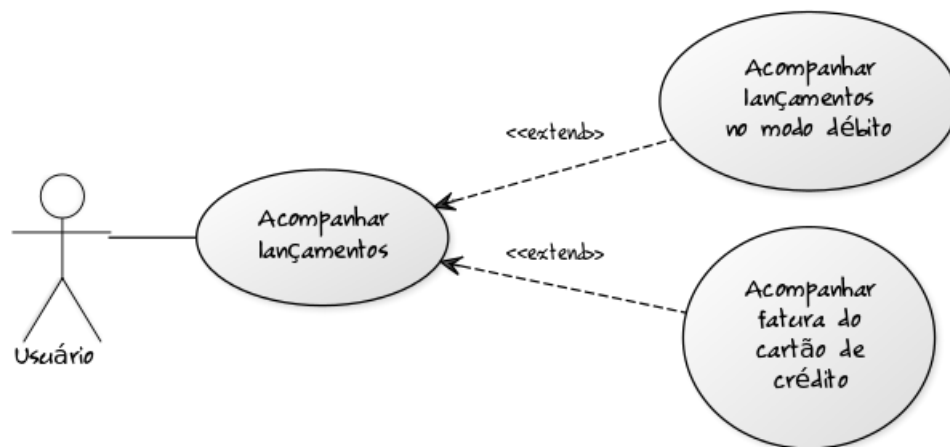 Acompanhar
lançamentos
no modo débito
<<extend>>
Acompanhar
lançamentos
<<extend>>
Acompanhar
fatura do
cartão de
crédito
Usuário